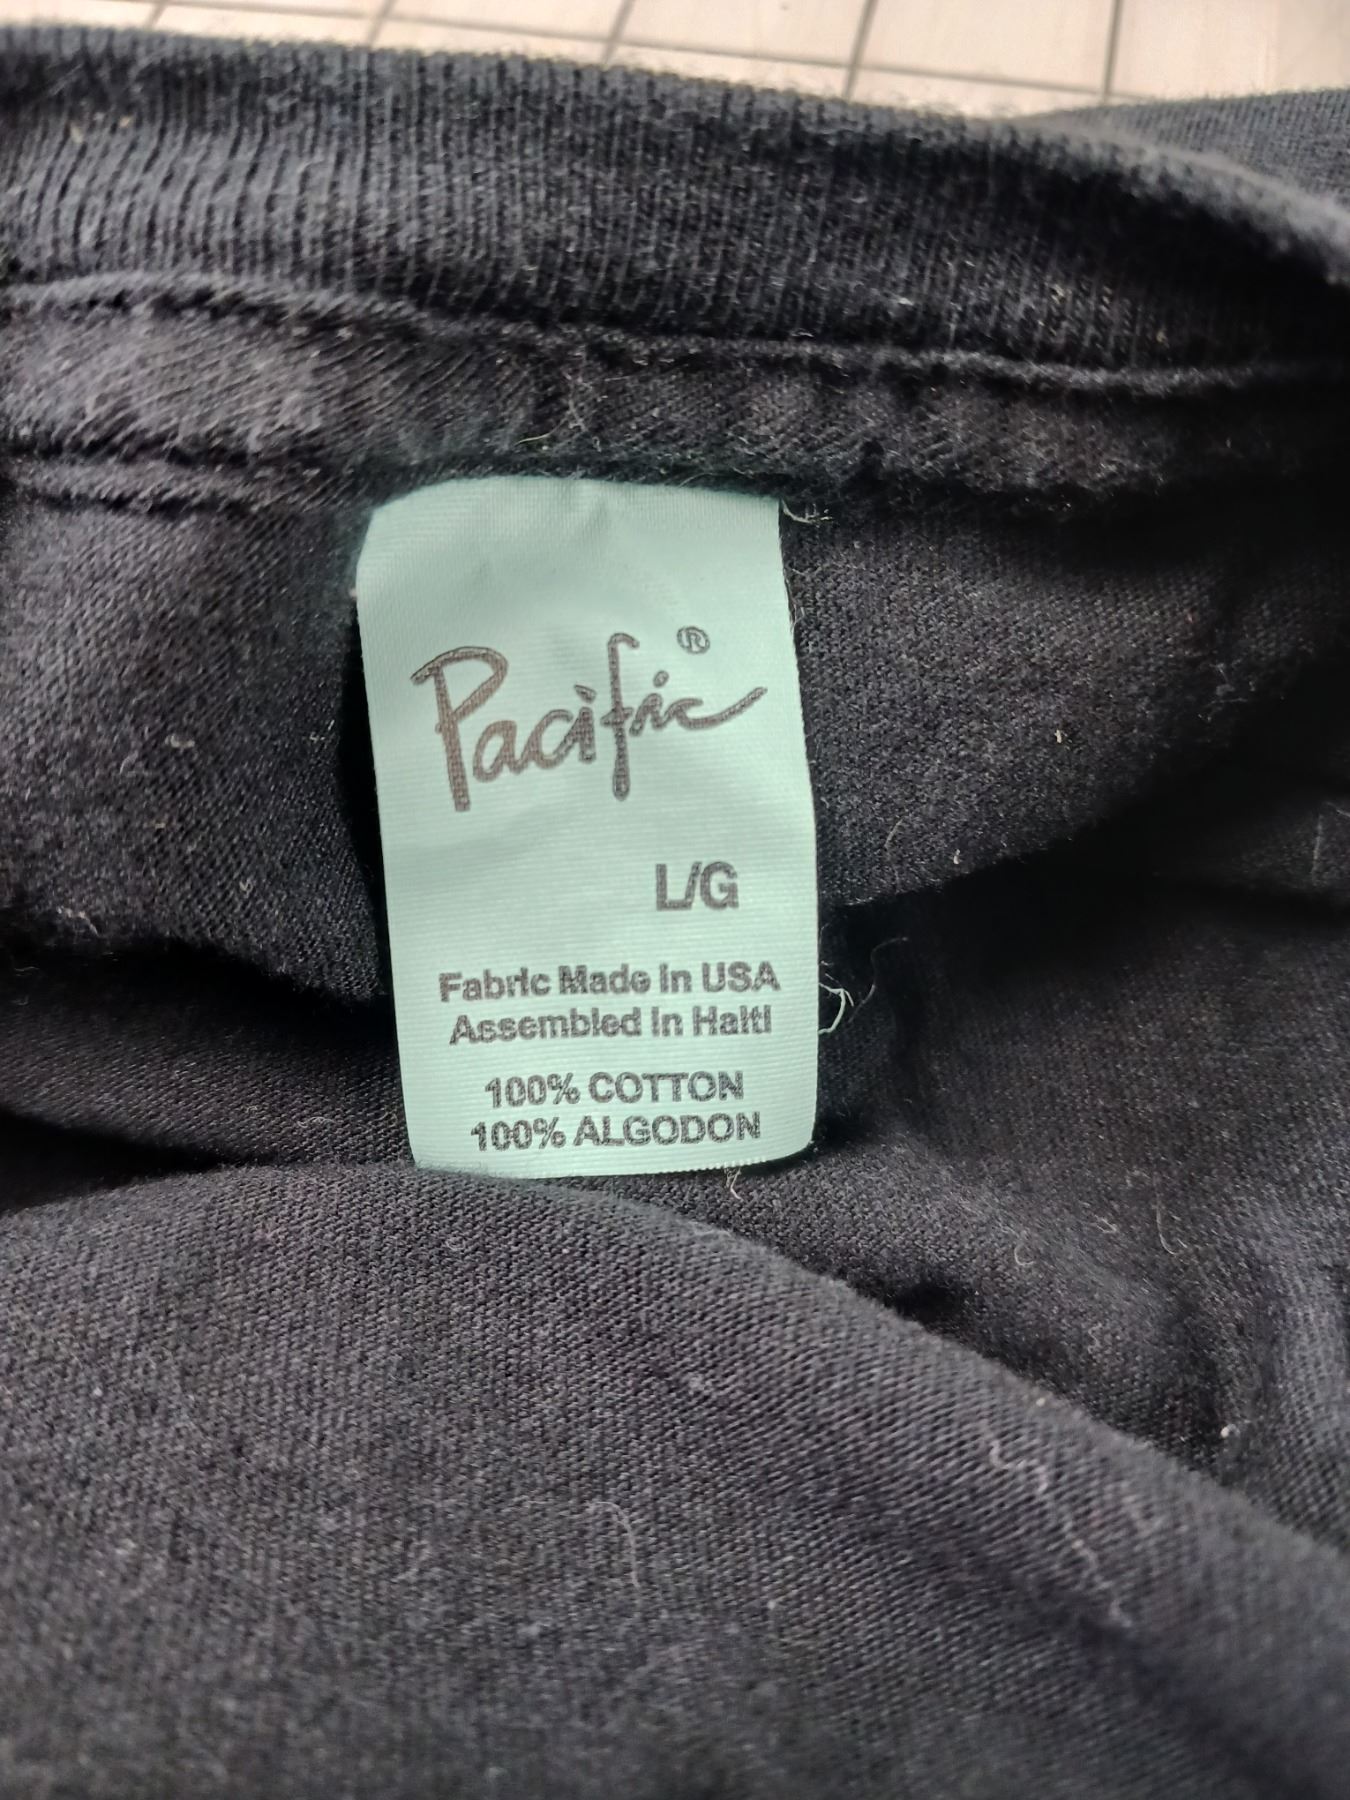 Pacific®
L/G
Fabric Made In USA
Assembled In Haiti
100% COTTON
100% ALGODON